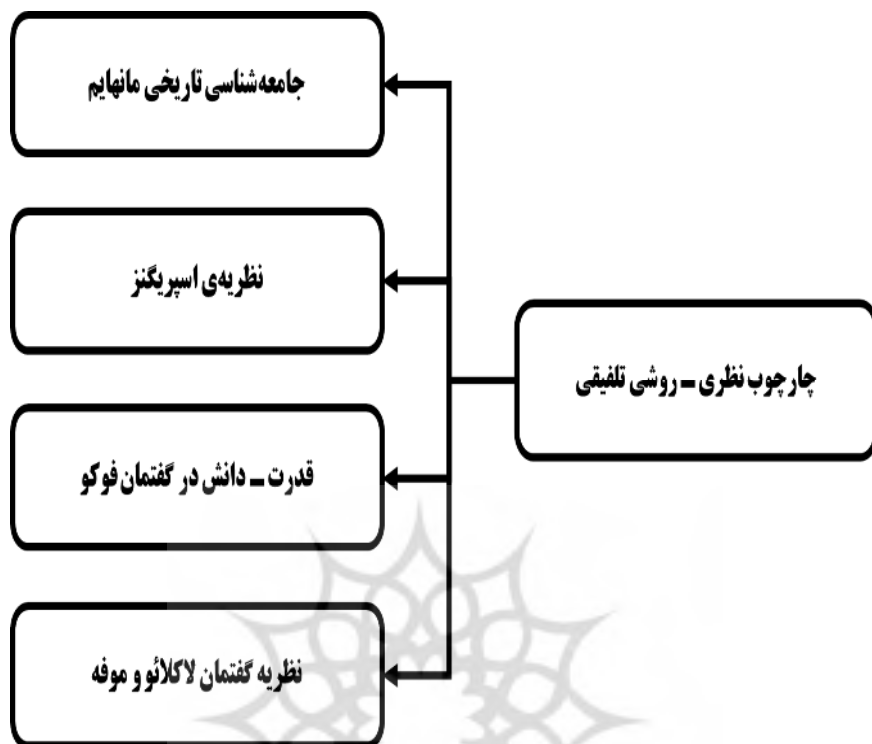 چارچوب نظری ـ روشی تلفیقی
جامعه‌شناسی تاریخی مانهایم
نظریه‌ی اسپریگنز
قدرت ـ دانش در گفتمان فوکو
نظریه گفتمان لاکلائو و موفه